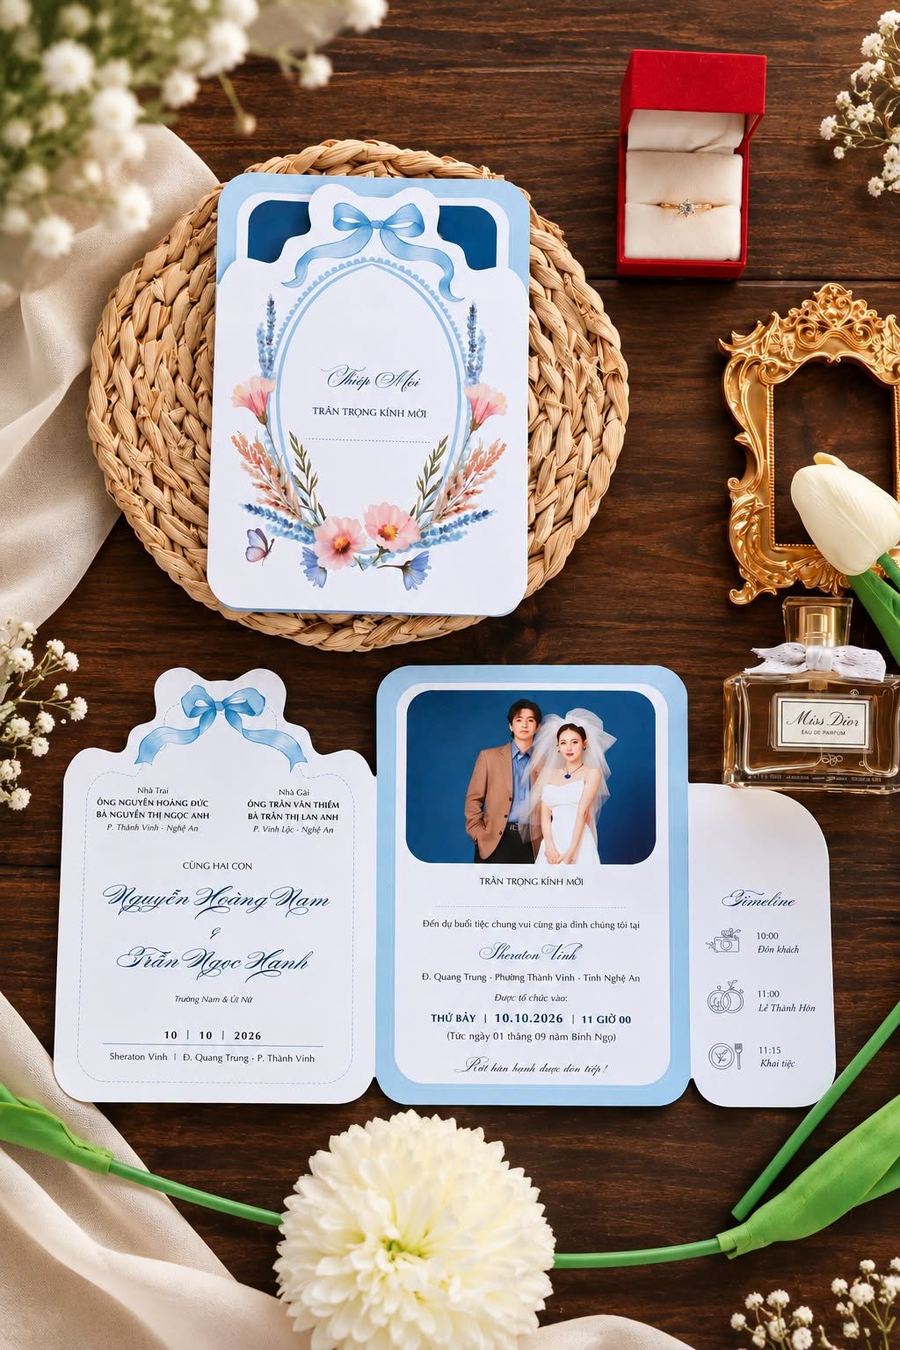 Thiệp Mời
TRÂN TRỌNG KÍNH MỜI
Nhà Trai
ÔNG NGUYỄN HOÀNG ĐỨC
BÀ NGUYỄN THỊ NGỌC ANH
P. Thành Vinh - Nghệ An
Nhà Gái
ÔNG TRẦN VĂN THIỆM
BÀ TRẦN THỊ LAN ANH
P. Vinh Lộc - Nghệ An
CÙNG HAI CON
Nguyễn Hoàng Nam
&
Trần Ngọc Hạnh
Trưởng Nam & Út Nữ
10 | 10 | 2026
Sheraton Vinh | Đ. Quang Trung - P. Thành Vinh
TRÂN TRỌNG KÍNH MỜI
Đến dự buổi tiệc chung vui cùng gia đình chúng tôi tại
Sheraton Vinh
Đ. Quang Trung - Phường Thành Vinh - Tỉnh Nghệ An
Được tổ chức vào:
THỨ BẢY | 10.10.2026 | 11 GIỜ 00
(Tức ngày 01 tháng 09 năm Bính Ngọ)
Rất hân hạnh được đón tiếp!
Timeline
10:00
Đón khách
11:00
Lễ Thành Hôn
11:15
Khai tiệc
Miss Dior
EAU DE PARFUM